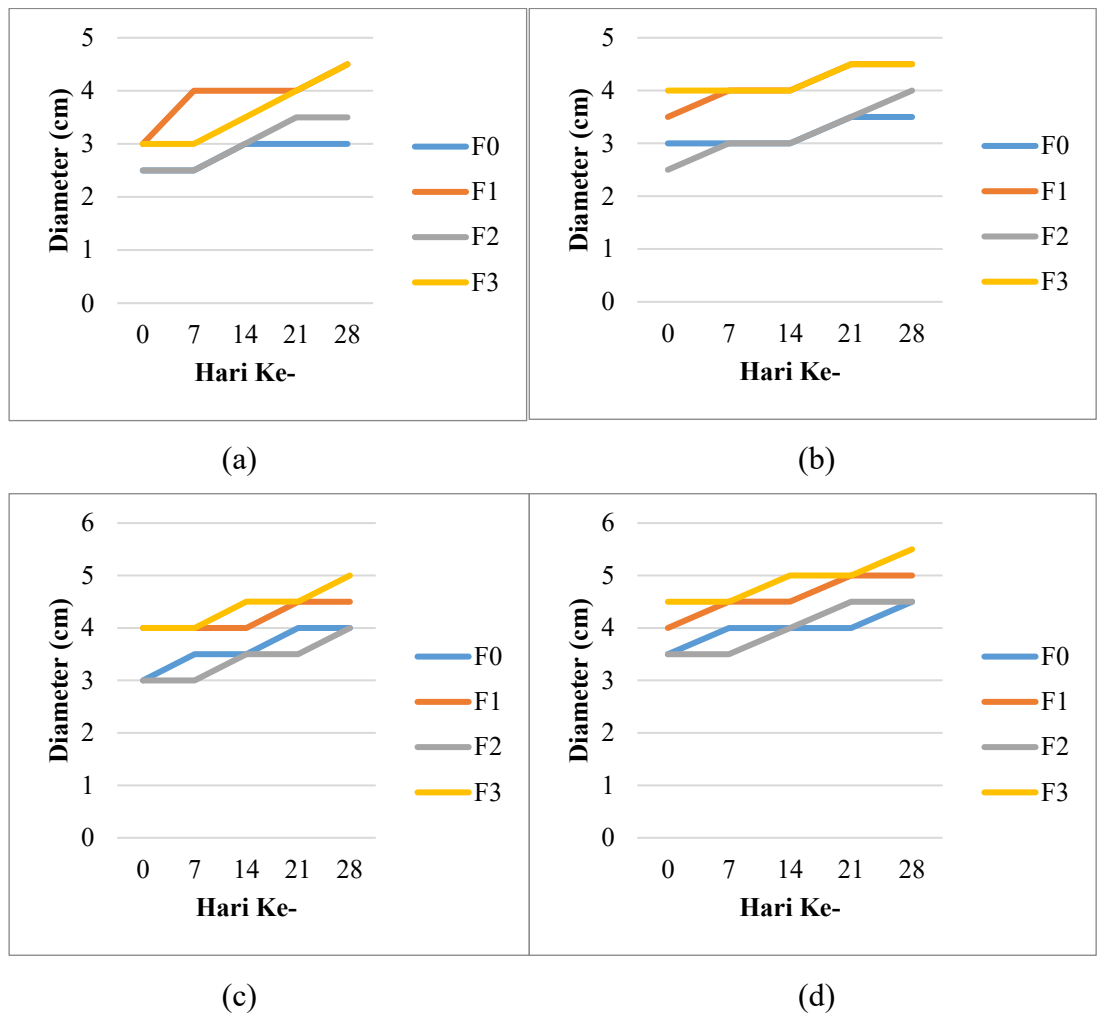 5
4
3
2
1
0
Diameter (cm)
0 7 14 21 28
Hari Ke-
F0
F1
F2
F3
(a)
5
4
3
2
1
0
Diameter (cm)
0 7 14 21 28
Hari Ke-
F0
F1
F2
F3
(b)
6
5
4
3
2
1
0
Diameter (cm)
0 7 14 21 28
Hari Ke-
F0
F1
F2
F3
(c)
6
5
4
3
2
1
0
Diameter (cm)
0 7 14 21 28
Hari Ke-
F0
F1
F2
F3
(d)